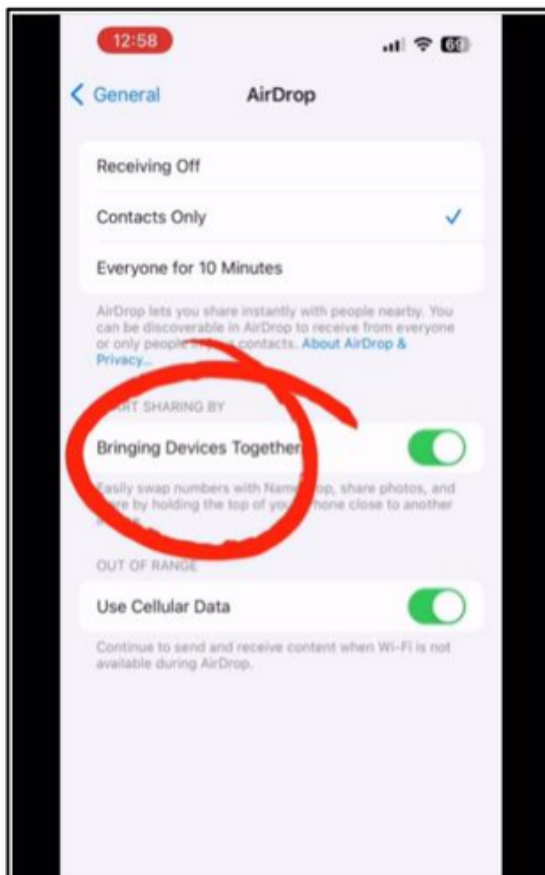 12:58
69
General
AirDrop
Receiving Off
Contacts Only
Everyone for 10 Minutes
AirDrop lets you share instantly with people nearby. You
can be discoverable in AirDrop to receive from everyone
or only people contacts. About AirDrop &
Privacy...
SHARING BY
Bringing Devices Together
Easily swap numbers with share photos, and
by holding the top of close to another
OUT OF RANGE
Use Cellular Data
Continue to send and receive content when Wi-Fi is not
available during AirDrop.